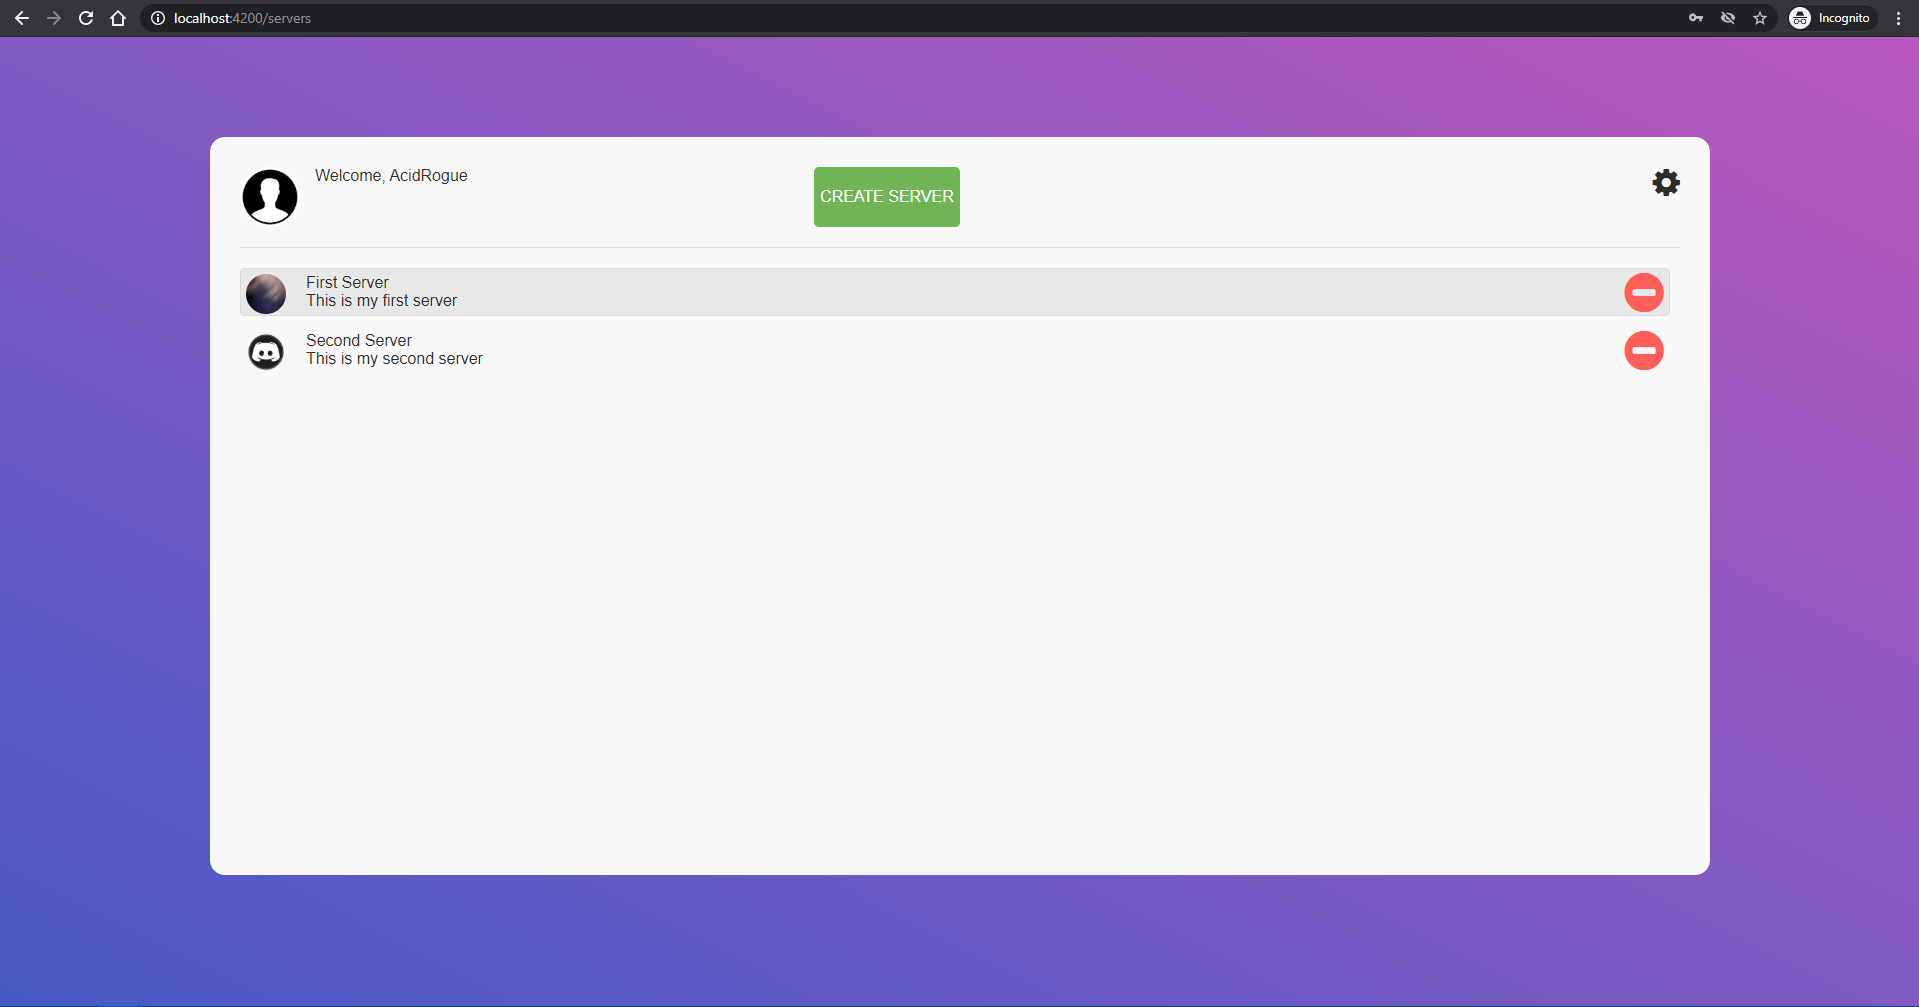 localhost:4200/servers
Incognito
Welcome, AcidRogue
CREATE SERVER
First Server
This is my first server
Second Server
This is my second server